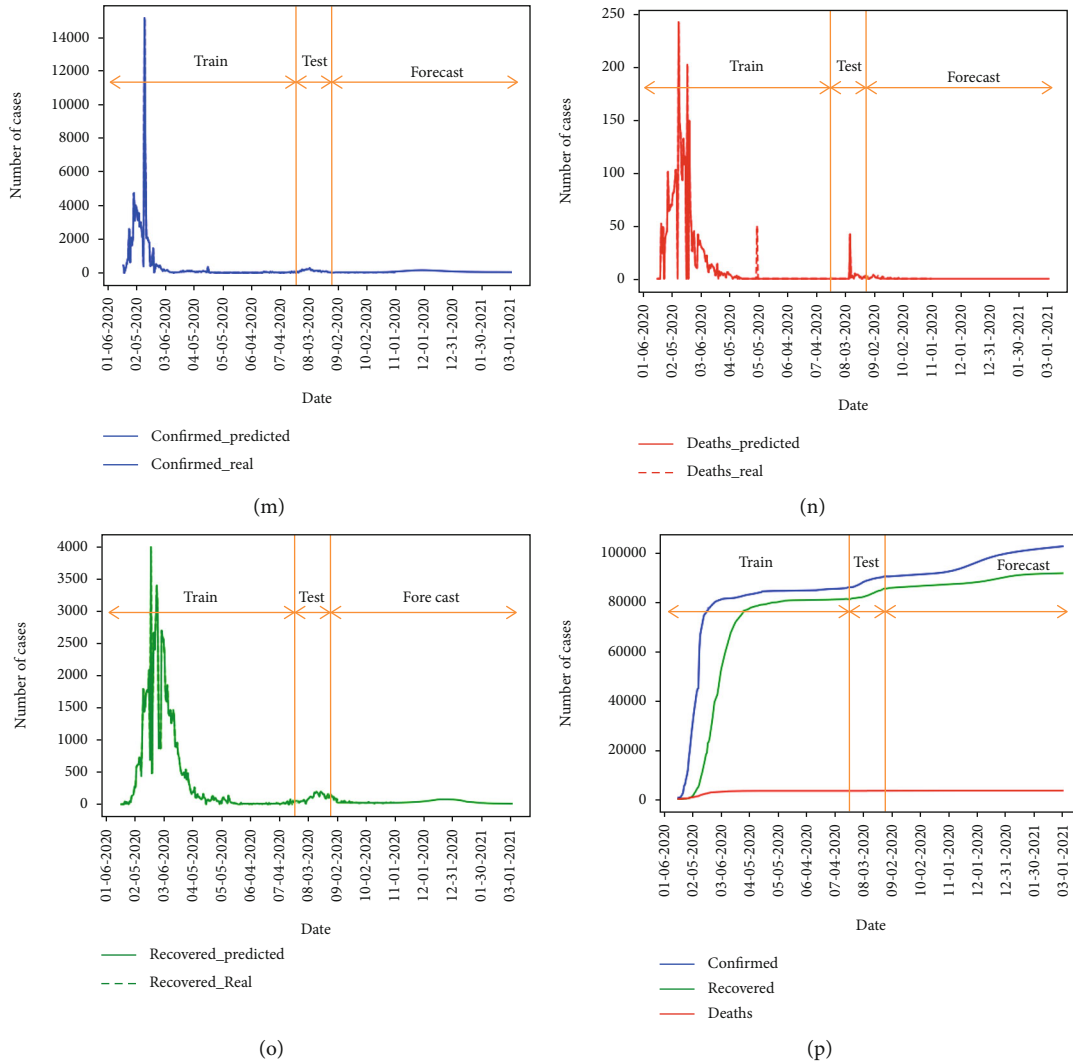 Number of cases
14000
12000
10000
8000
6000
4000
2000
0
Train
Test
Forecast
01-06-2020
02-05-2020
03-06-2020
04-05-2020
05-05-2020
06-04-2020
07-04-2020
08-03-2020
09-02-2020
10-02-2020
11-01-2020
12-01-2020
12-31-2020
01-30-2021
03-01-2021
Date
Confirmed_predicted
Confirmed_real
(m)
Number of cases
250
200
150
100
50
0
Train
Test
Forecast
01-06-2020
02-05-2020
03-06-2020
04-05-2020
05-05-2020
06-04-2020
07-04-2020
08-03-2020
09-02-2020
10-02-2020
11-01-2020
12-01-2020
12-31-2020
01-30-2021
03-01-2021
Date
Deaths_predicted
Deaths_real
(n)
Number of cases
4000
3500
3000
2500
2000
1500
1000
500
0
Train
Test
Fore cast
01-06-2020
02-05-2020
03-06-2020
04-05-2020
05-05-2020
06-04-2020
07-04-2020
08-03-2020
09-02-2020
10-02-2020
11-01-2020
12-01-2020
12-31-2020
01-30-2021
03-01-2021
Date
Recovered_predicted
Recovered_Real
(o)
Number of cases
100000
80000
60000
40000
20000
0
Train
Test
Forecast
01-06-2020
02-05-2020
03-06-2020
04-05-2020
05-05-2020
06-04-2020
07-04-2020
08-03-2020
09-02-2020
10-02-2020
11-01-2020
12-01-2020
12-31-2020
01-30-2021
03-01-2021
Date
Confirmed
Recovered
Deaths
(p)